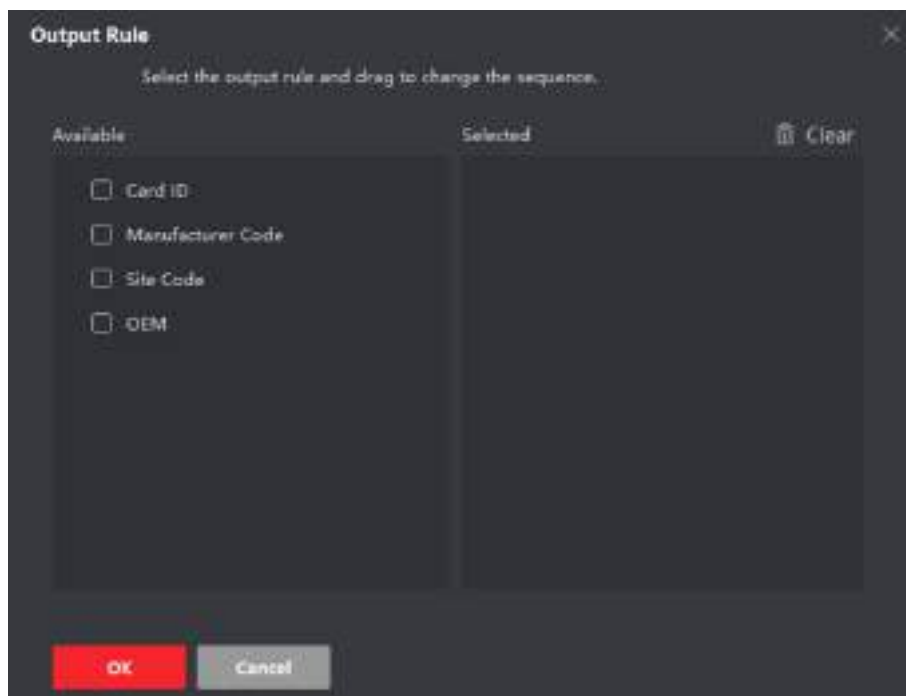 Output Rule
Select the output rule and drag to change the sequence.
Available
Selected
Clear
Card ID
Manufacturer Code
Site Code
OEM
OK
Cancel